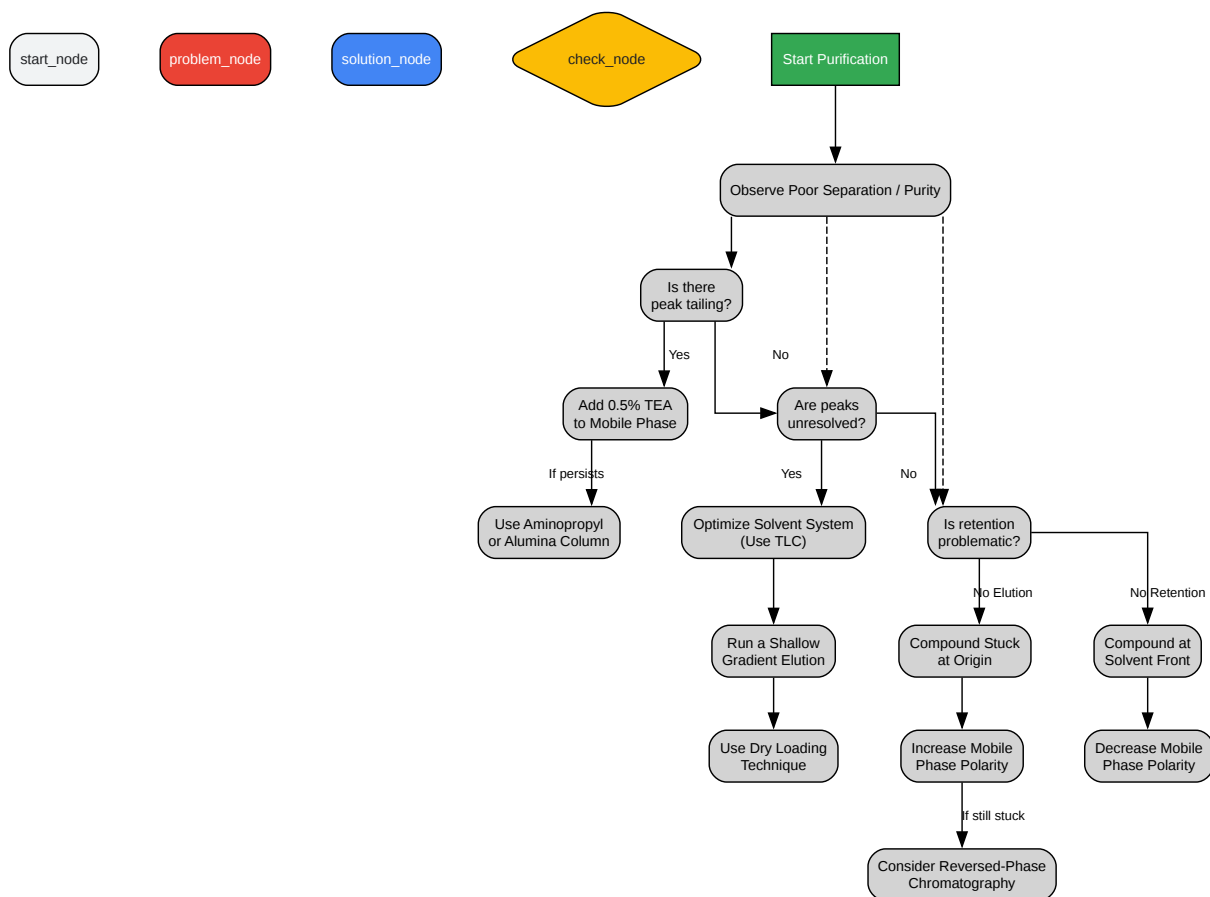 start_node
problem_node
solution_node
check_node
Start Purification
Observe Poor Separation / Purity
Is there
peak tailing?
Yes
No
Add 0.5% TEA
to Mobile Phase
Are peaks
unresolved?
If persists
Yes
No
Use Aminopropyl
or Alumina Column
Optimize Solvent System
(Use TLC)
Is retention
problematic?
No Elution
No Retention
Run a Shallow
Gradient Elution
Compound Stuck
at Origin
Compound at
Solvent Front
Use Dry Loading
Technique
Increase Mobile
Phase Polarity
Decrease Mobile
Phase Polarity
If still stuck
Consider Reversed-Phase
Chromatography